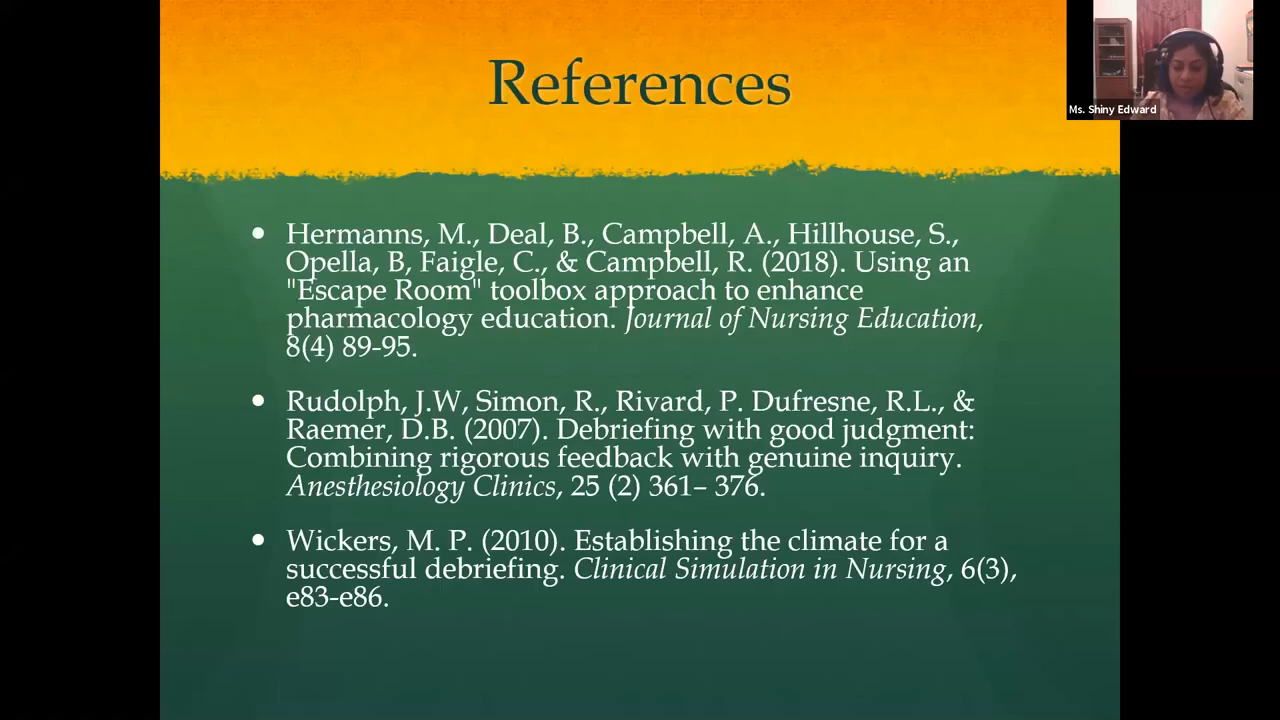 References
Ms. Shiny Edward
• Hermanns, M., Deal, B., Campbell, A., Hillhouse, S.,
Opella, B, Faigle, C., & Campbell, R. (2018). Using an
"Escape Room" toolbox approach to enhance
pharmacology education. Journal of Nursing Education,
8(4) 89-95.
• Rudolph, J.W, Simon, R., Rivard, P. Dufresne, R.L., &
Raemer, D.B. (2007). Debriefing with good judgment:
Combining rigorous feedback with genuine inquiry.
Anesthesiology Clinics, 25 (2) 361– 376.
• Wickers, M. P. (2010). Establishing the climate for a
successful debriefing. Clinical Simulation in Nursing, 6(3),
e83-e86.